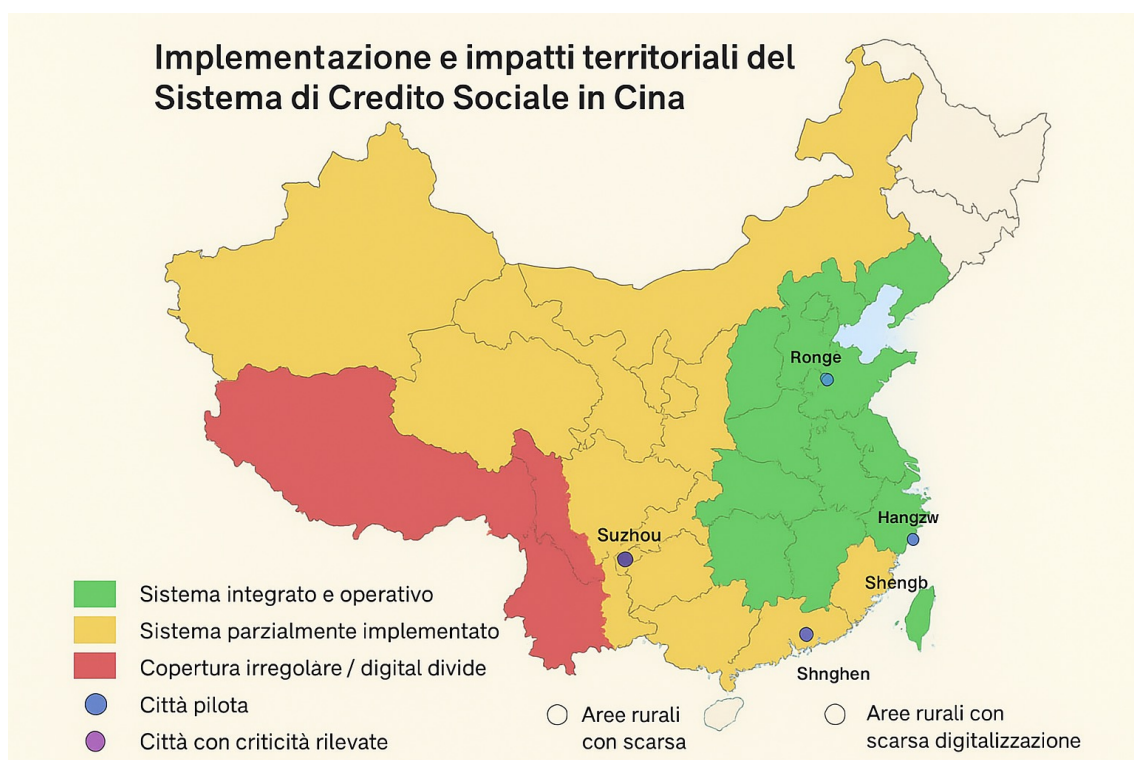 Implementazione e impatti territoriali del
Sistema di Credito Sociale in Cina
Ronge
Hangzw
Suzhou
Shengb
Shnghen
Sistema integrato e operativo
Sistema parzialmente implementato
Copertura irregolare / digital divide
Città pilota
Città con criticità rilevate
Aree rurali
con scarsa
Aree rurali con
scarsa digitalizzazione